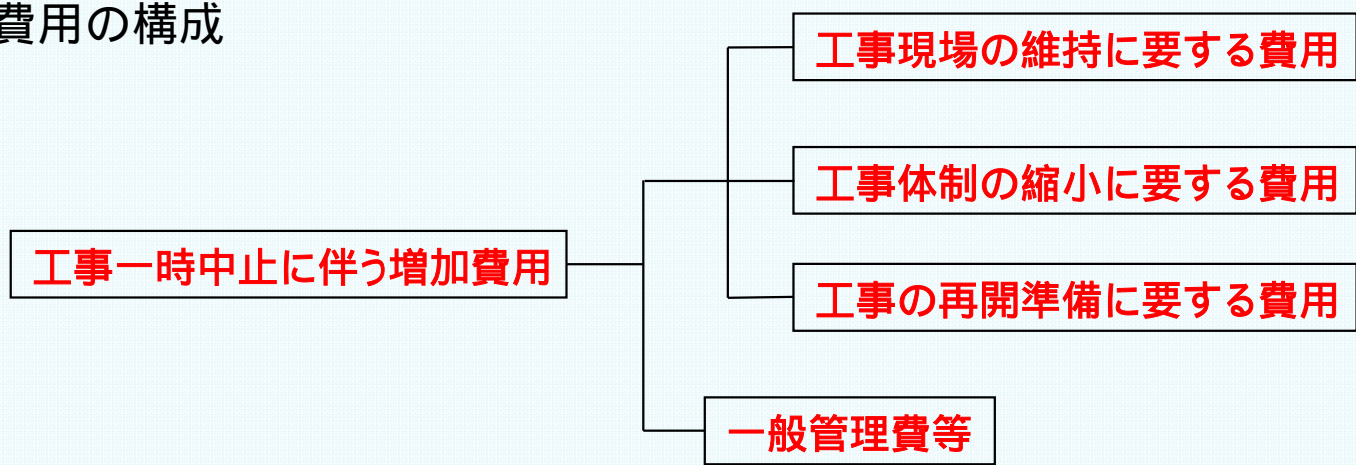 費用の構成
工事現場の維持に要する費用
工事体制の縮小に要する費用
工事一時中止に伴う増加費用
工事の再開準備に要する費用
一般管理費等